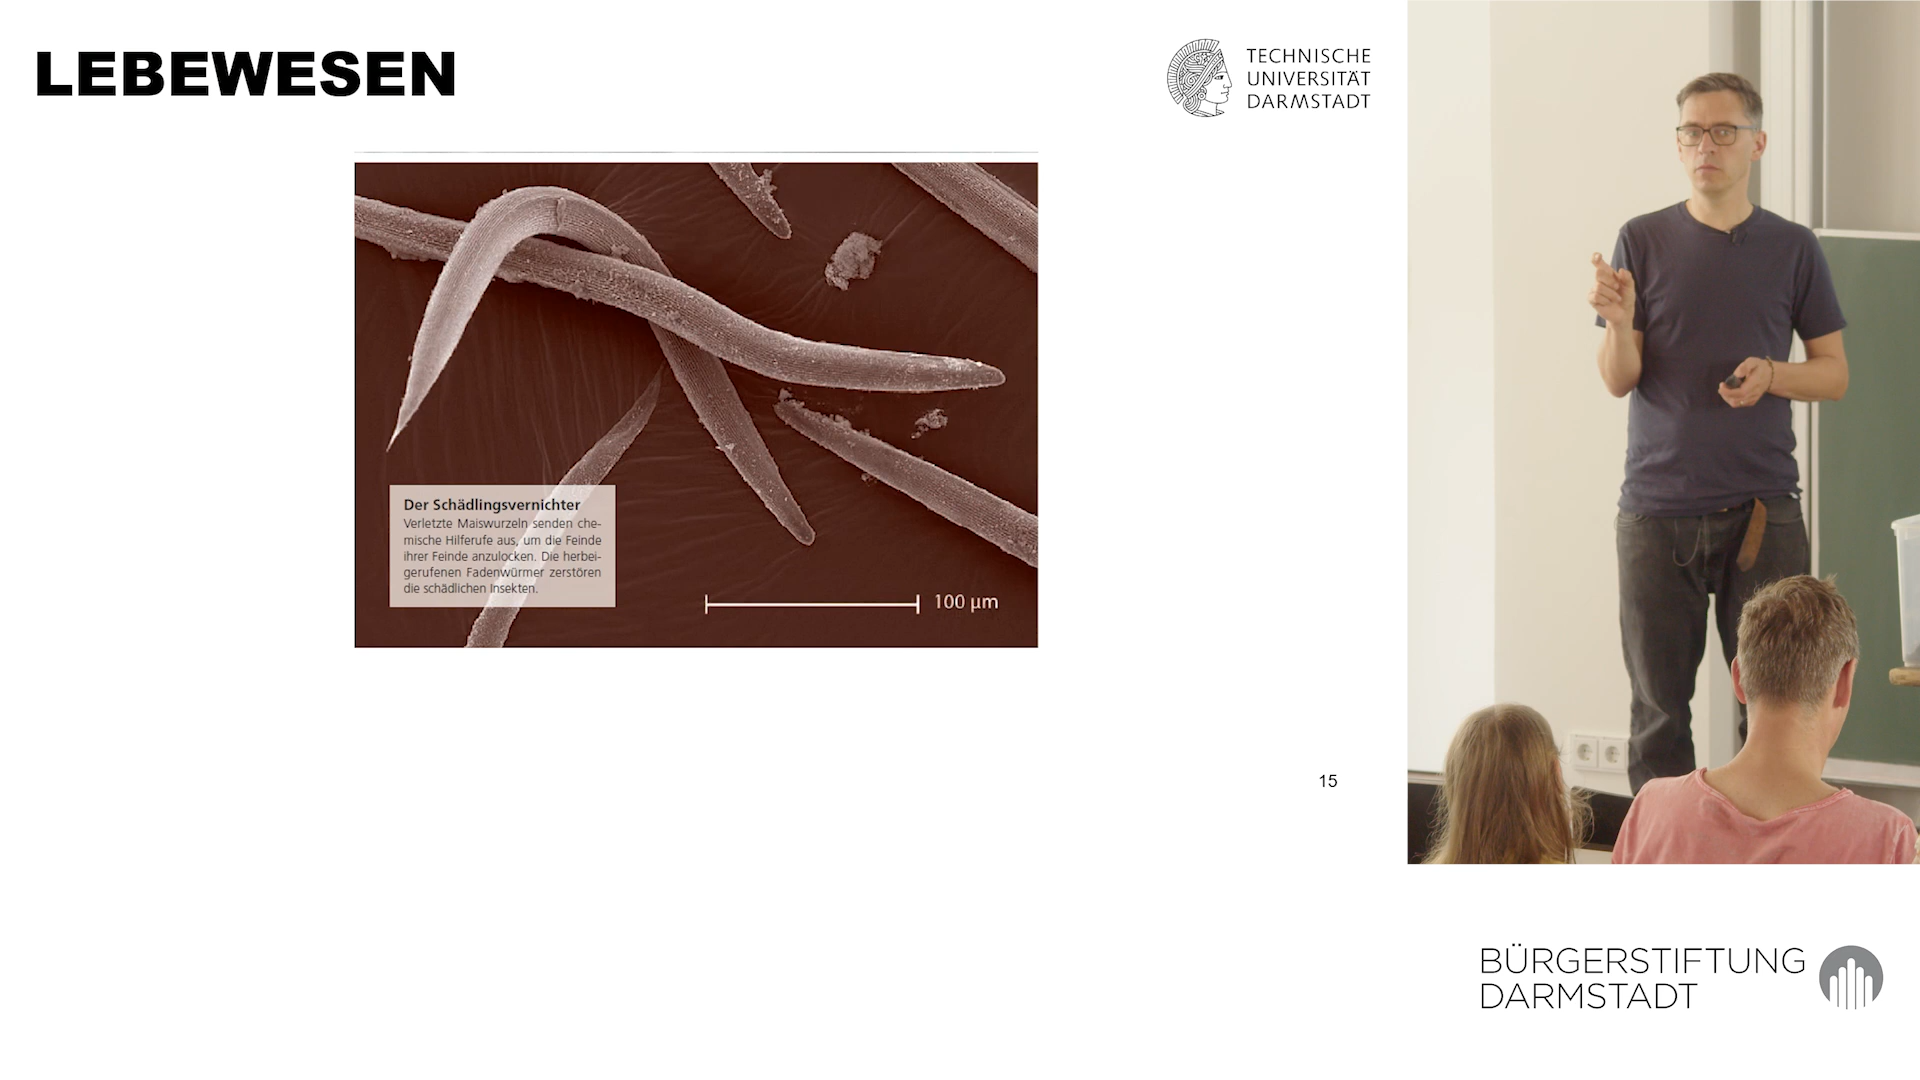 LEBEWESEN
TECHNISCHE
UNIVERSITÄT
DARMSTADT
Der Schädlingsvernichter
Verletzte Maiswurzeln senden che-
mische Hilferufe aus, um die Feinde
ihrer Feinde anzulocken. Die herbei-
gerufenen Fadenwürmer zerstören
die schädlichen Insekten.
100 µm
15
BÜRGERSTIFTUNG
DARMSTADT